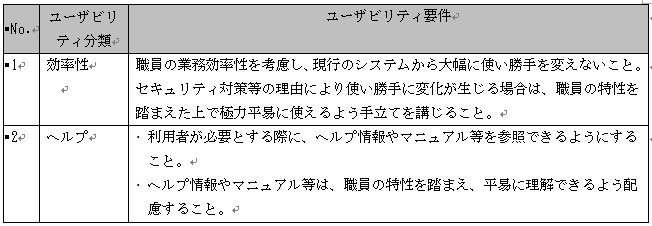 No.
ユーザビリ
ティ分類
ユーザビリティ要件
1
効率性
職員の業務効率性を考慮し、現行のシステムから大幅に使い勝手を変えないこと。
セキュリティ対策等の理由により使い勝手に変化が生じる場合は、職員の特性を
踏まえた上で極力平易に使えるよう手立てを講じること。
2
ヘルプ
・利用者が必要とする際に、ヘルプ情報やマニュアル等を参照できるようにする
こと。
・ヘルプ情報やマニュアル等は、職員の特性を踏まえ、平易に理解できるよう配
慮すること。